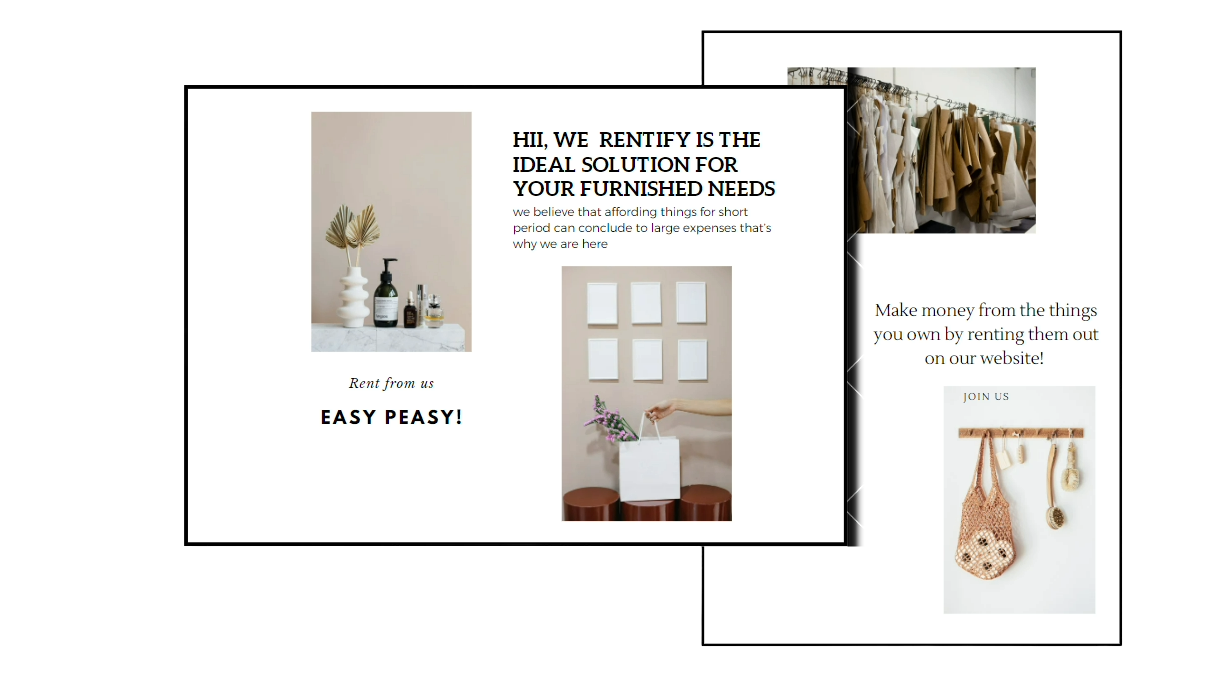 HII, WE RENTIFY IS THE
IDEAL SOLUTION FOR
YOUR FURNISHED NEEDS
we believe that affording things for short
period can conclude to large expenses that's
why we are here
Rent from us
EASY PEASY!
Make money from the things
you own by renting them out
on our website!
JOIN US